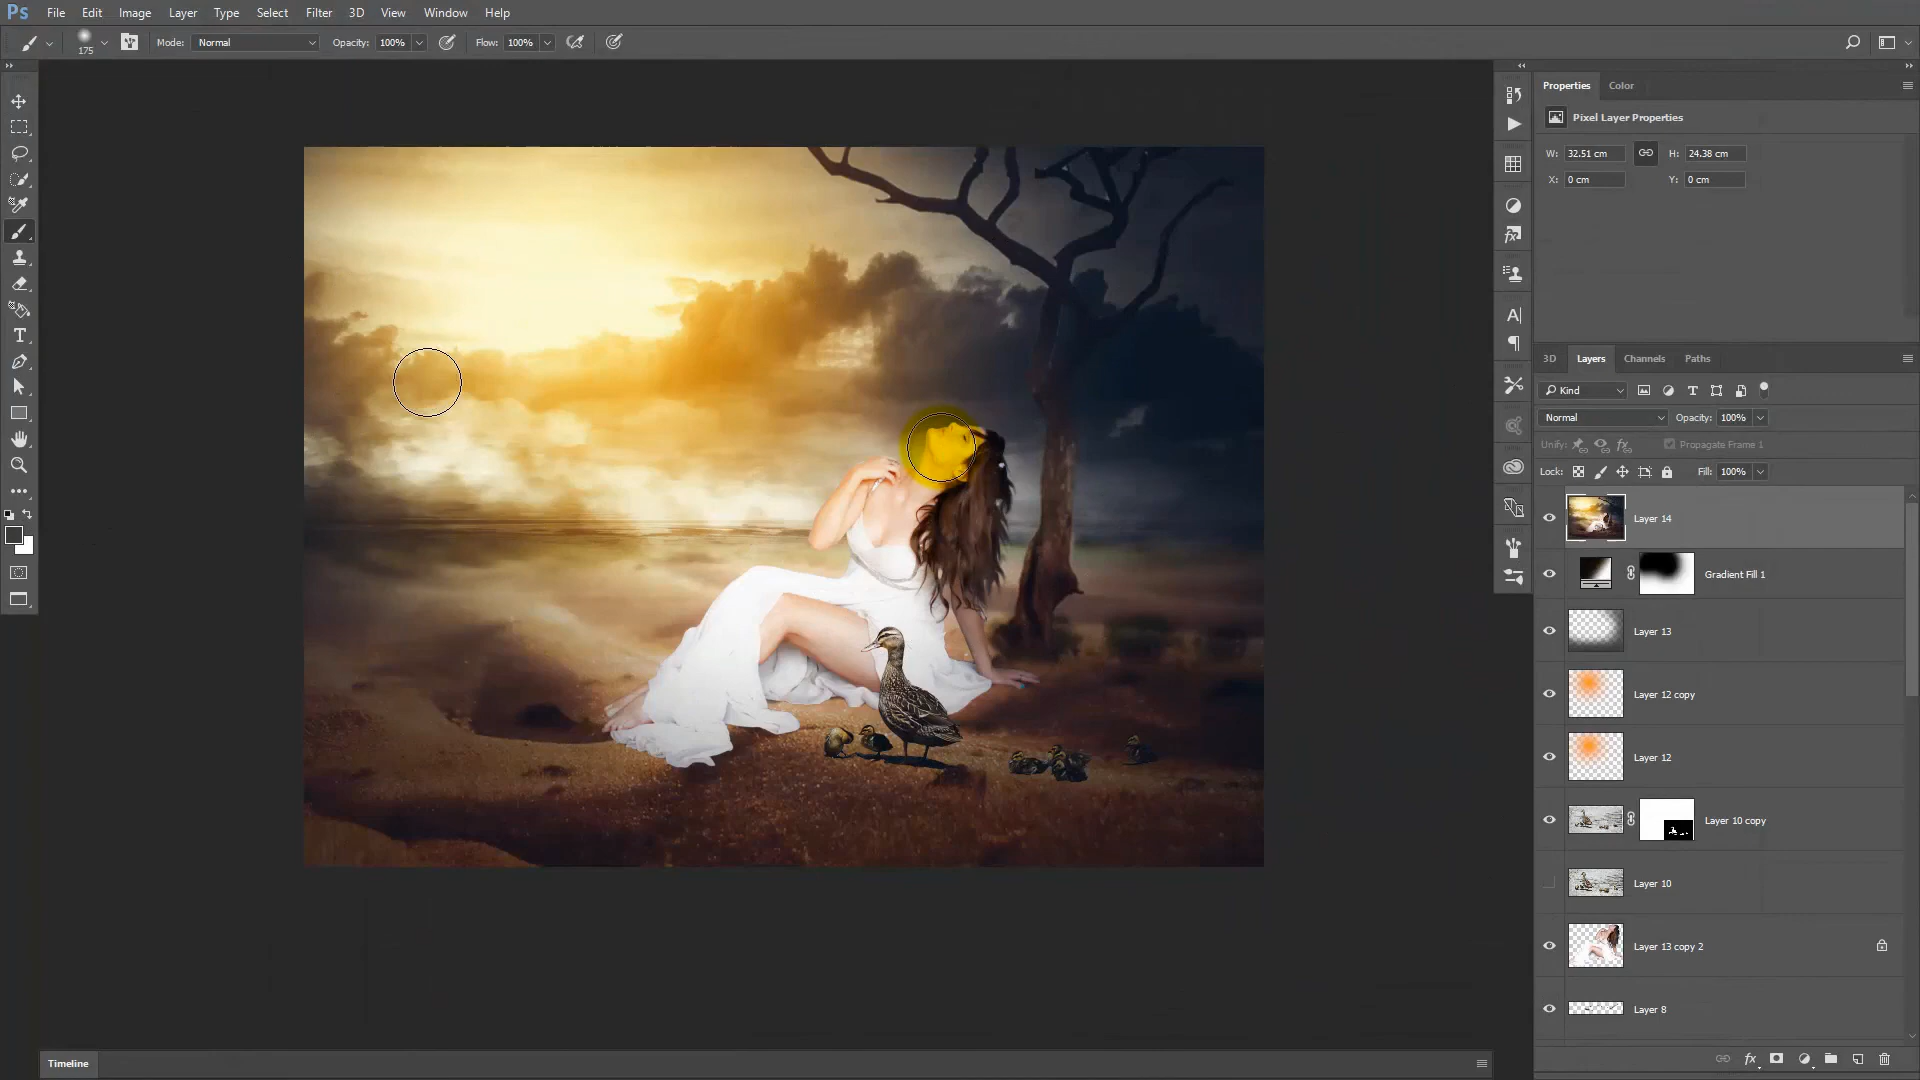 Ps File Edit Image Layer Type Select Filter 3D View Window Help
175 Mode: Normal Opacity: 100% Flow: 100%
Properties Color
Pixel Layer Properties
W: 32.51 cm H: 24.38 cm
X: 0 cm Y: 0 cm
3D Layers Channels Paths
Kind
Normal Opacity: 100%
Unify: Propagate Frame 1
Lock: Fill: 100%
Layer 14
Gradient Fill 1
Layer 13
Layer 12 copy
Layer 12
Layer 10 copy
Layer 10
Layer 13 copy 2
Layer 8
Timeline